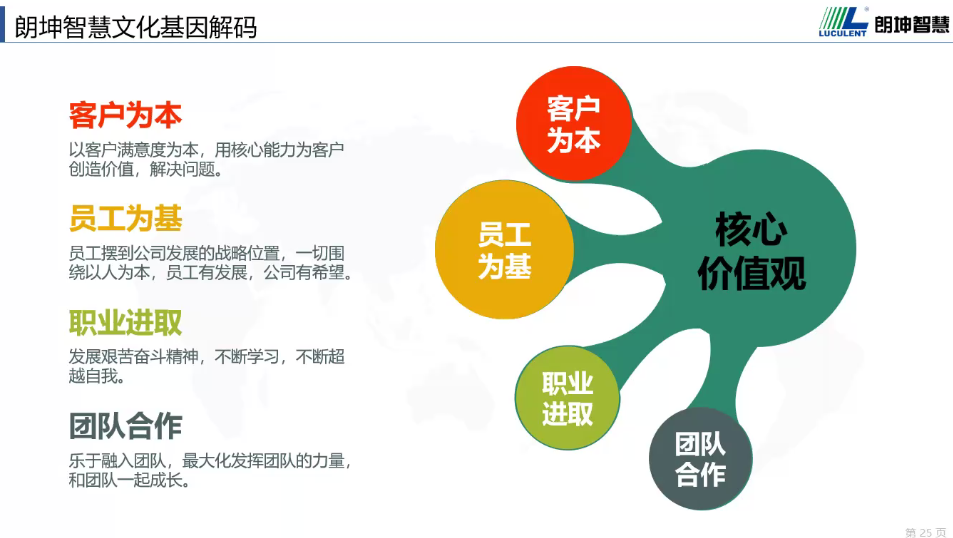 朗坤智慧文化基因解码
LUCULENT
®
朗坤智慧
客户为本
以客户满意度为本，用核心能力为客户
创造价值，解决问题。
员工为基
员工摆到公司发展的战略位置，一切围
绕以人为本，员工有发展，公司有希望。
职业进取
发展艰苦奋斗精神，不断学习，不断超
越自我。
团队合作
乐于融入团队，最大化发挥团队的力量，
和团队一起成长。
客户
为本
员工
为基
职业
进取
团队
合作
核心
价值观
第 25 页